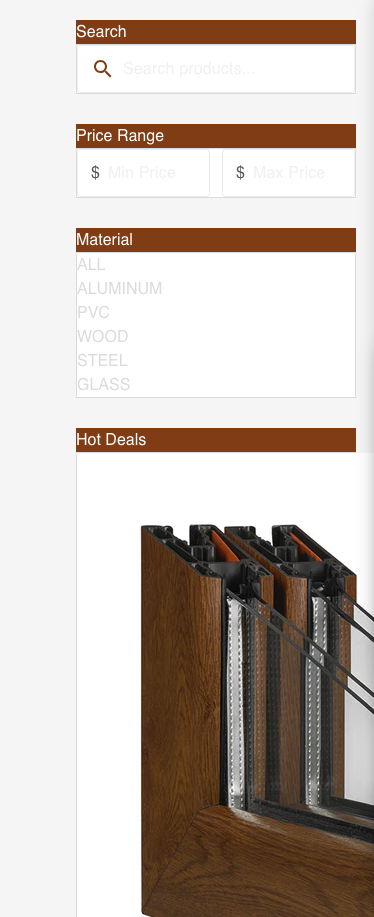 Search
Search products...
Price Range
$ Min Price $ Max Price
Material
ALL
ALUMINUM
PVC
WOOD
STEEL
GLASS
Hot Deals